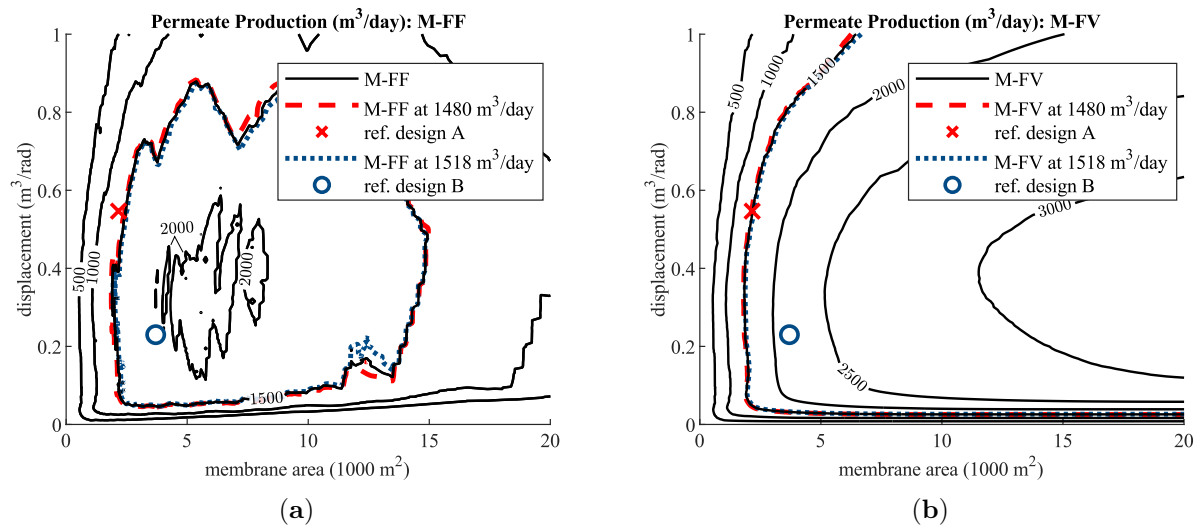 Permeate Production (m³/day): M-FF
1
0.8
0.6
0.4
0.2
0
displacement (m³/rad)
0
5
10
15
20
membrane area (1000 m²)
M-FF
M-FF at 1480 m³/day
ref. design A
M-FF at 1518 m³/day
ref. design B
500
1000
2000
2000
1500
(a)
Permeate Production (m³/day): M-FV
1
0.8
0.6
0.4
0.2
0
displacement (m³/rad)
0
5
10
15
20
membrane area (1000 m²)
M-FV
M-FV at 1480 m³/day
ref. design A
M-FV at 1518 m³/day
ref. design B
500
1000
1500
2000
3000
2500
(b)